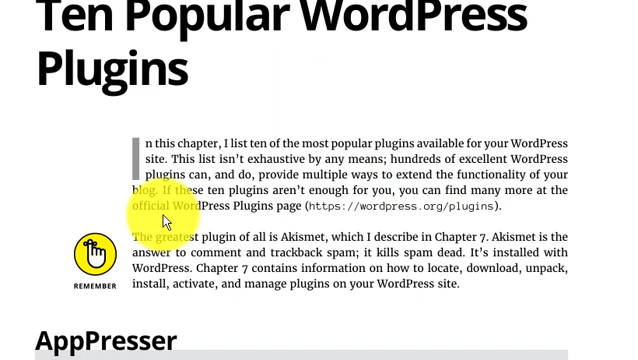 Ten Popular WordPress
Plugins
In this chapter, I list ten of the most popular plugins available for your WordPress
site. This list isn’t exhaustive by any means; hundreds of excellent WordPress
plugins can, and do, provide multiple ways to extend the functionality of your
blog. If these ten plugins aren’t enough for you, you can find many more at the
official WordPress Plugins page (https://wordpress.org/plugins).
The greatest plugin of all is Akismet, which I describe in Chapter 7. Akismet is the
answer to comment and trackback spam; it kills spam dead. It’s installed with
WordPress. Chapter 7 contains information on how to locate, download, unpack,
install, activate, and manage plugins on your WordPress site.
REMEMBER
AppPresser